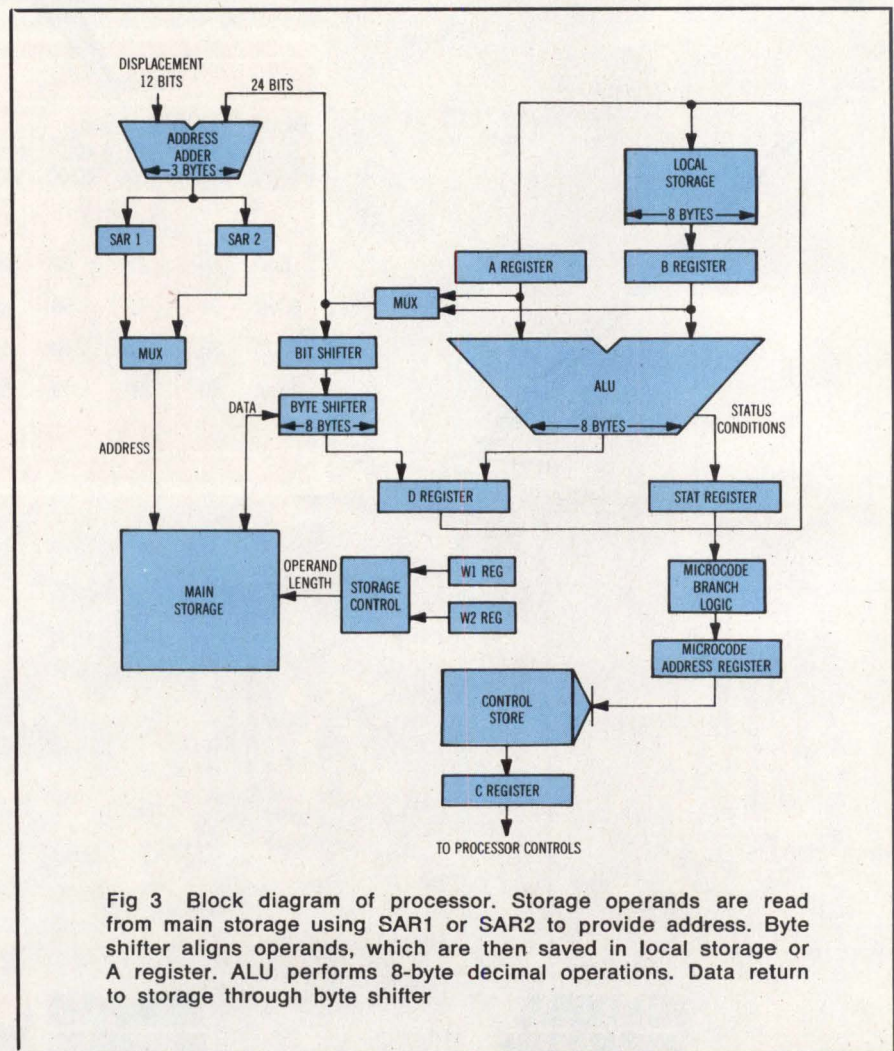 DISPLACEMENT
12 BITS
24 BITS
ADDRESS
ADDER
3 BYTES
SAR 1
SAR 2
MUX
LOCAL
STORAGE
8 BYTES
A REGISTER
B REGISTER
MUX
BIT SHIFTER
ALU
8 BYTES
DATA
BYTE SHIFTER
8 BYTES
STATUS
CONDITIONS
ADDRESS
D REGISTER
STAT REGISTER
MAIN
STORAGE
OPERAND
LENGTH
STORAGE
CONTROL
W1 REG
W2 REG
MICROCODE
BRANCH
LOGIC
MICROCODE
ADDRESS REGISTER
CONTROL
STORE
C REGISTER
TO PROCESSOR CONTROLS
Fig 3 Block diagram of processor. Storage operands are read
from main storage using SAR1 or SAR2 to provide address. Byte
shifter aligns operands, which are then saved in local storage or
A register. ALU performs 8-byte decimal operations. Data return
to storage through byte shifter